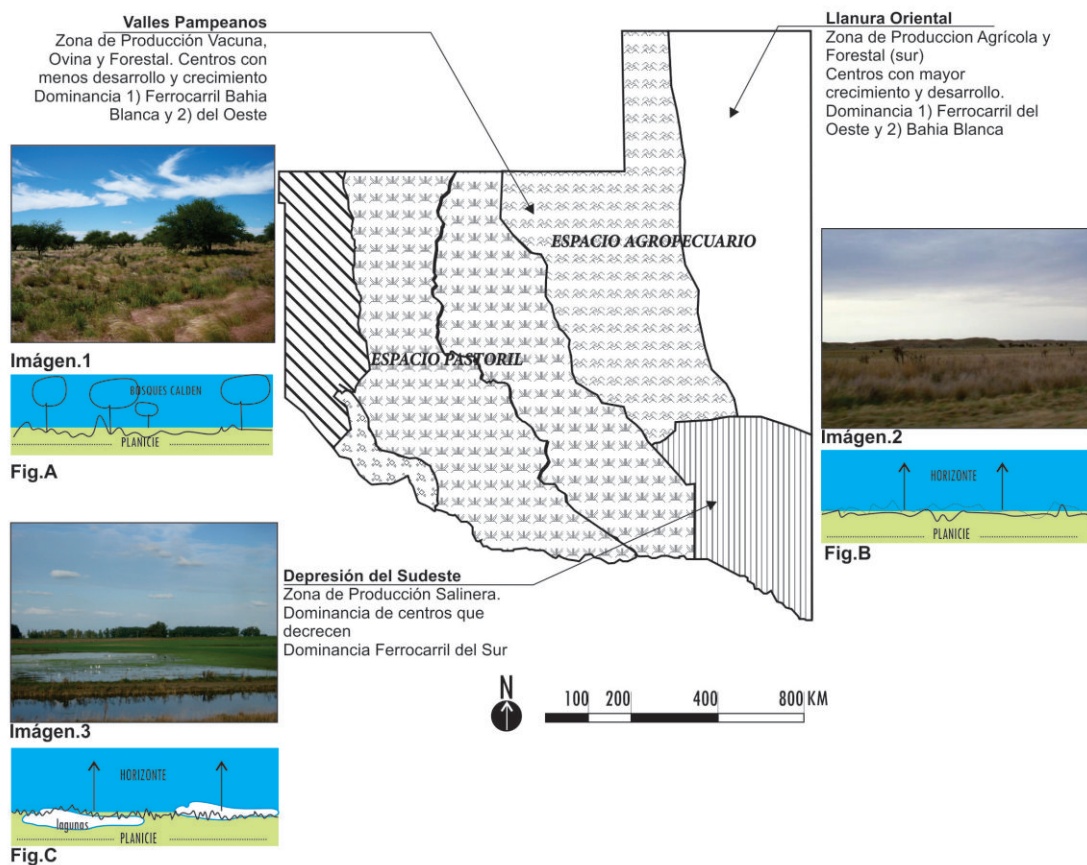 Valles Pampeanos
Zona de Producción Vacuna,
Ovina y Forestal. Centros con
menos desarrollo y crecimiento
Dominancia 1) Ferrocarril Bahia
Blanca y 2) del Oeste
Llanura Oriental
Zona de Produccion Agrícola y
Forestal (sur)
Centros con mayor
crecimiento y desarrollo.
Dominancia 1) Ferrocarril del
Oeste y 2) Bahia Blanca
ESPACIO AGROPECUARIO
ESPACIO PASTORIL
Imágen.1
BOSQUES CALDEN
PLANICIE
Fig.A
Imágen.2
HORIZONTE
PLANICIE
Fig.B
Depresión del Sudeste
Zona de Producción Salinera.
Dominancia de centros que
decrecen
Dominancia Ferrocarril del Sur
Imágen.3
HORIZONTE
lagunas
PLANICIE
Fig.C
N
100 200 400 800 KM